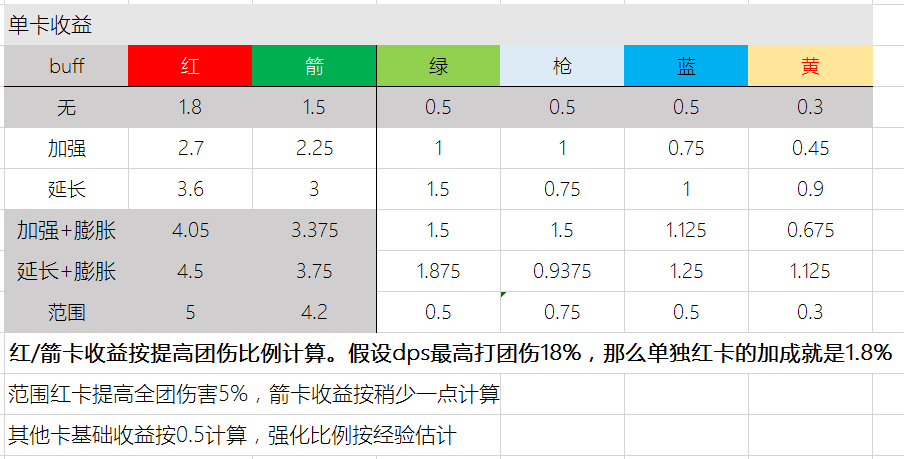 单卡收益
buff 红 箭 绿 枪 蓝 黄
无 1.8 1.5 0.5 0.5 0.5 0.3
加强 2.7 2.25 1 1 0.75 0.45
延长 3.6 3 1.5 0.75 1 0.9
加强+膨胀 4.05 3.375 1.5 1.5 1.125 0.675
延长+膨胀 4.5 3.75 1.875 0.9375 1.25 1.125
范围 5 4.2 0.5 0.75 0.5 0.3
红/箭卡收益按提高团伤比例计算。假设dps最高打团伤18%，那么单独红卡的加成就是1.8%
范围红卡提高全团伤害5%，箭卡收益按稍少一点计算
其他卡基础收益按0.5计算，强化比例按经验估计